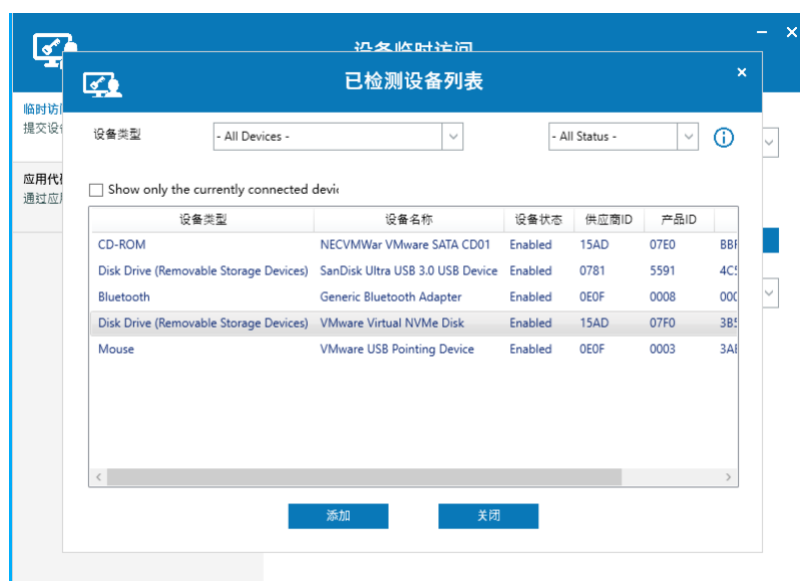 设备临时访问
已检测设备列表
临时访
提交设
应用代
通过应
设备类型
- All Devices -
- All Status -
Show only the currently connected devic
设备类型 设备名称 设备状态 供应商ID 产品ID
CD-ROM NECVMWar VMware SATA CD01 Enabled 15AD 07E0 BBF
Disk Drive (Removable Storage Devices) SanDisk Ultra USB 3.0 USB Device Enabled 0781 5591 4C5
Bluetooth Generic Bluetooth Adapter Enabled 0E0F 0008 000
Disk Drive (Removable Storage Devices) VMware Virtual NVMe Disk Enabled 15AD 07F0 3B5
Mouse VMware USB Pointing Device Enabled 0E0F 0003 3AE
添加
关闭